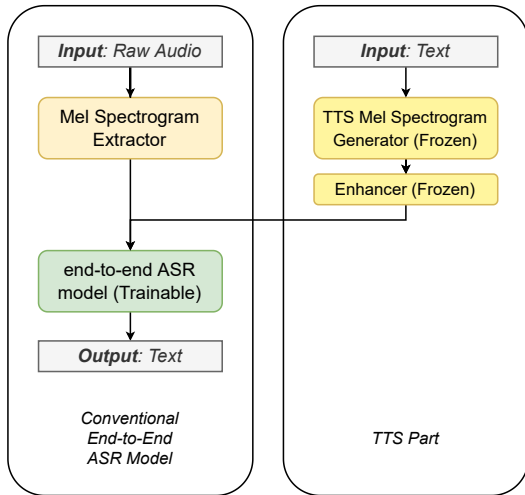 Input: Raw Audio
Mel Spectrogram
Extractor
end-to-end ASR
model (Trainable)
Output: Text
Conventional
End-to-End
ASR Model
Input: Text
TTS Mel Spectrogram
Generator (Frozen)
Enhancer (Frozen)
TTS Part